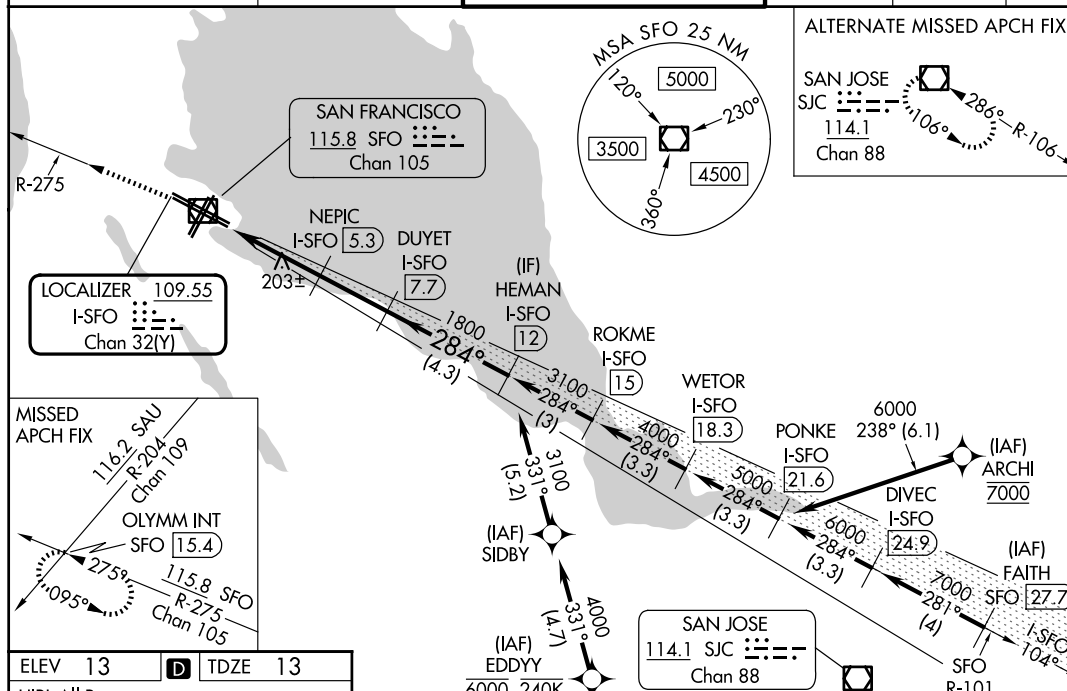 MSA SFO 25 NM
5000
120°
230°
3500
4500
360°
ALTERNATE MISSED APCH FIX
SAN JOSE
SJC
114.1
Chan 88
286°
R-106
106°
SAN FRANCISCO
115.8 SFO
Chan 105
R-275
LOCALIZER 109.55
I-SFO
Chan 32(Y)
203±
NEPIC
I-SFO 5.3
DUYET
I-SFO
7.7
(IF)
HEMAN
I-SFO
12
ROKME
I-SFO
15
WETOR
I-SFO
18.3
PONKE
I-SFO
21.6
DIVEC
I-SFO
24.9
(IAF)
FAITH
SFO 27.7
6000
238° (6.1)
(IAF)
ARCHI
7000
1800
284°
(4.3)
3100
284°
(3)
4000
284°
(3.3)
5000
284°
(3.3)
6000
284°
(3.3)
7000
281°
(4)
I-SFO
104°
SFO
R-101
3100
331°
(5.2)
(IAF)
SIDBY
4000
331°
(4.7)
(IAF)
EDDYY
6000 240K
SAN JOSE
114.1 SJC
Chan 88
MISSED
APCH FIX
116.2 SAU
R-204
Chan 109
OLYMM INT
SFO 15.4
275°
095°
115.8 SFO
R-275
Chan 105
ELEV 13
D
TDZE 13